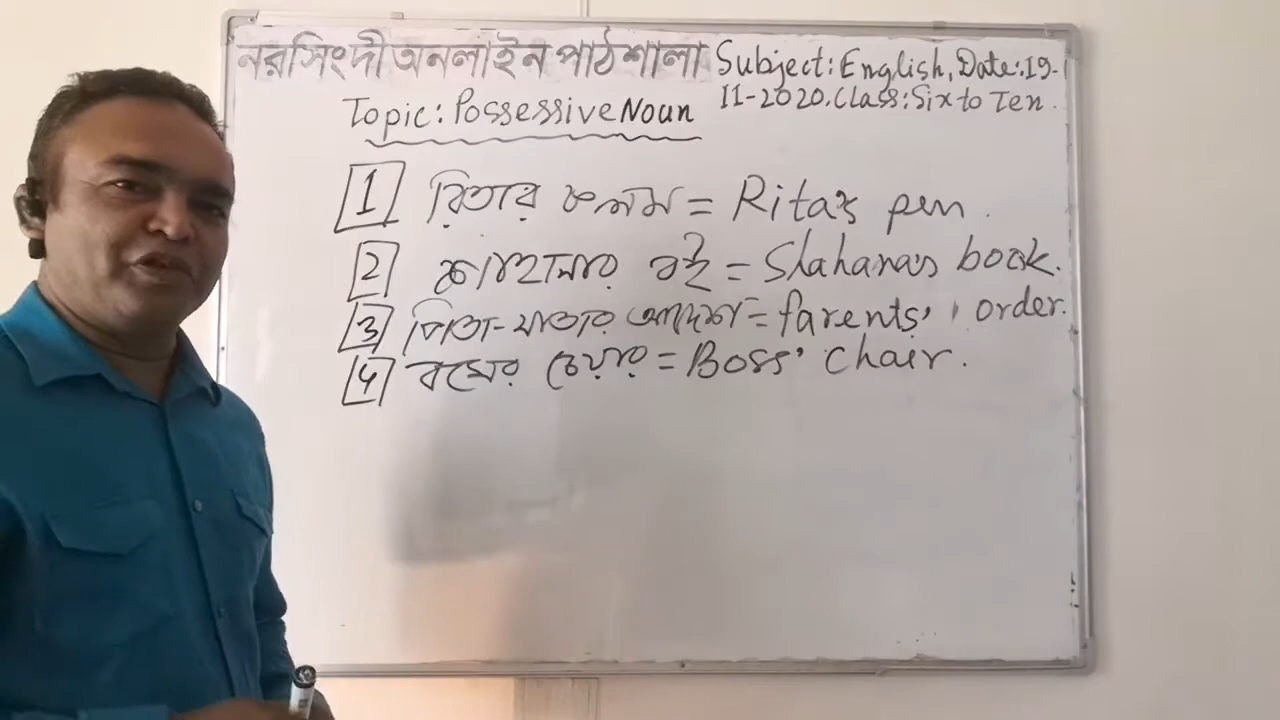 নরসিংদী অনলাইন পাঠশালা Subject: English, Date: 19-
11-2020. Class: Six to Ten.
Topic: Possessive Noun
1 রিতার কলম = Rita's pen.
2 শাহানার বই = Shahana's book.
3 পিতা-মাতার আদেশ = Parents' order.
4 বসের চেয়ার = Boss' Chair.